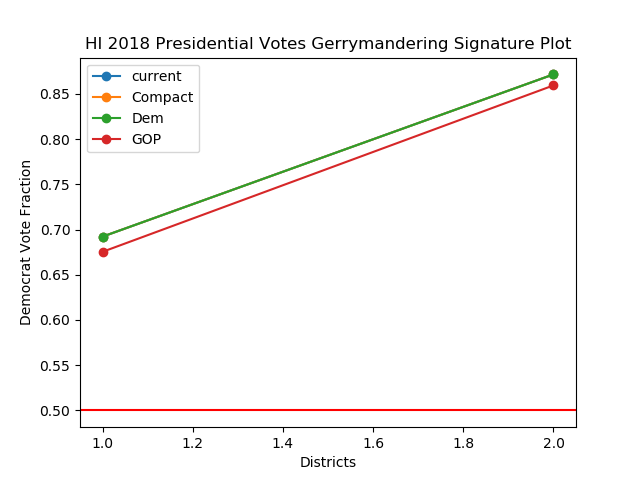 HI 2018 Presidential Votes Gerrymandering Signature Plot
current
Compact
Dem
GOP
Democrat Vote Fraction
0.85
0.80
0.75
0.70
0.65
0.60
0.55
0.50
1.0 1.2 1.4 1.6 1.8 2.0
Districts